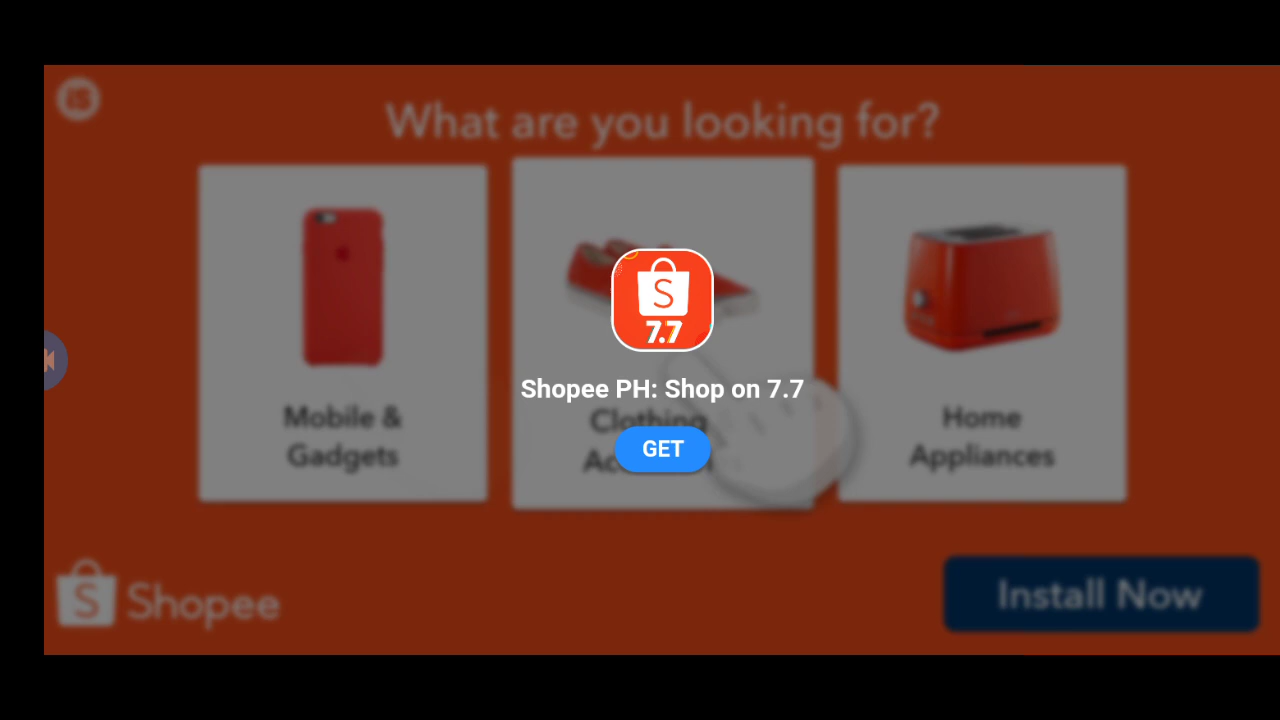 What are you looking for?
S
7.7
Shopee PH: Shop on 7.7
Mobile &
Gadgets
Clothing
GET
Home
Appliances
S
Shopee
Install Now